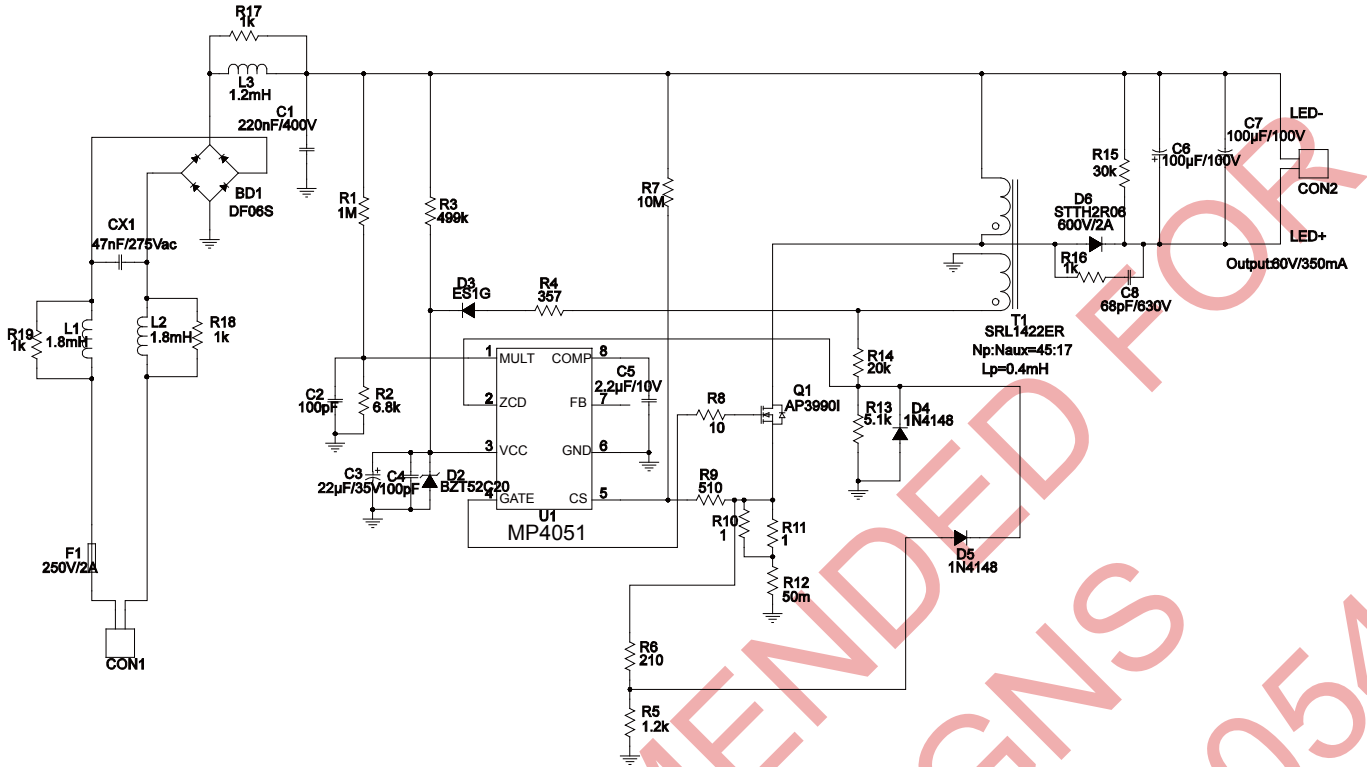 R17
1k
L3
1.2mH
C1
220nF/400V
BD1
DF06S
CX1
47nF/275Vac
R19
1k
L1
1.8mH
L2
1.8mH
R18
1k
F1
250V/2A
CON1
R1
1M
R3
499k
R7
10M
D3
ES1G
R4
357
C2
100pF
R2
6.8k
C3
22µF/35V
C4
100pF
D2
BZT52C20
1 MULT COMP 8
2 ZCD FB 7
3 VCC GND 6
4 GATE CS 5
U1
MP4051
C5
2.2µF/10V
R8
10
Q1
AP3990I
R9
510
R10
1
R11
1
R12
50m
R6
210
R5
1.2k
R14
20k
R13
5.1k
D4
1N4148
D5
1N4148
T1
SRL1422ER
Np:Naux=45:17
Lp=0.4mH
R15
30k
D6
STTH2R06
600V/2A
R16
1k
C8
68pF/630V
C6
100µF/100V
C7
100µF/100V
LED-
CON2
LED+
Output:60V/350mA
MENDED FOR
GNS
054